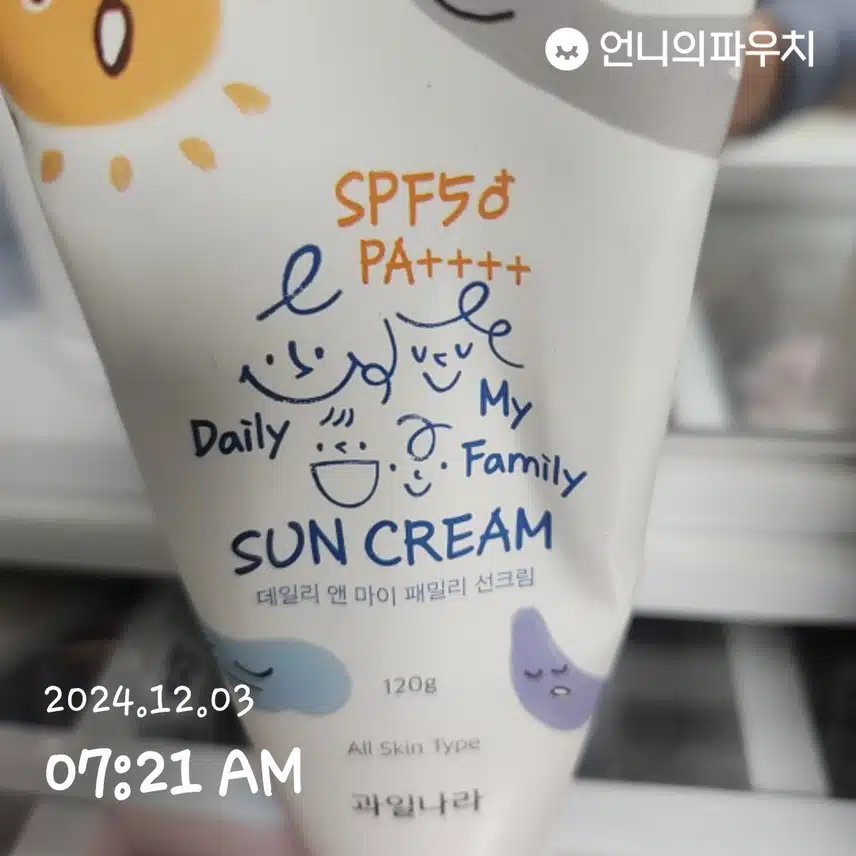 언니의파우치
SPF50+
PA++++
Daily
My
Family
SUN CREAM
데일리 앤 마이 패밀리 선크림
120g
All Skin Type
과일나라
2024.12.03
07:21 AM